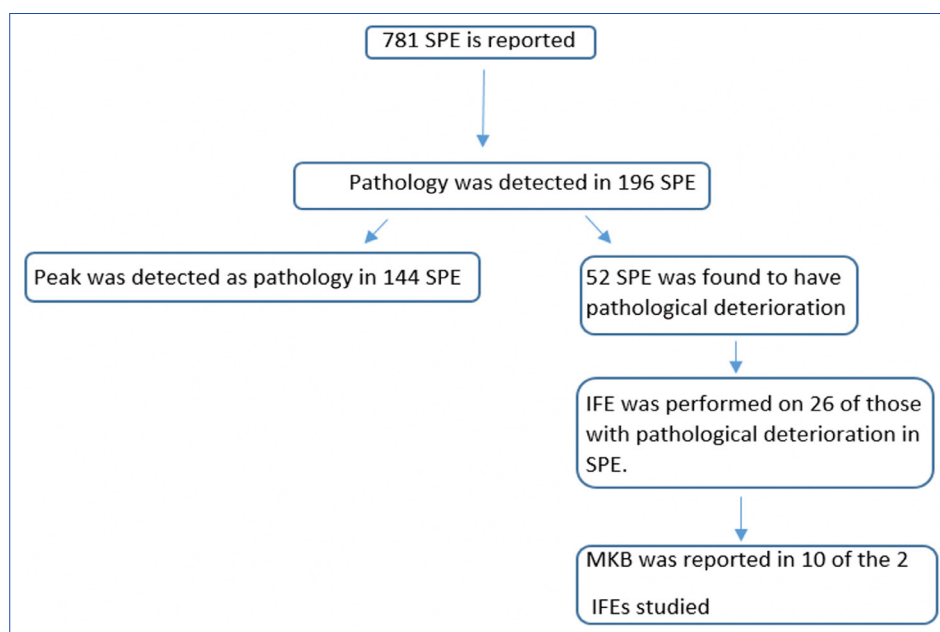 781 SPE is reported
Pathology was detected in 196 SPE
Peak was detected as pathology in 144 SPE
52 SPE was found to have
pathological deterioration
IFE was performed on 26 of those
with pathological deterioration in
SPE.
MKB was reported in 10 of the 2
IFEs studied